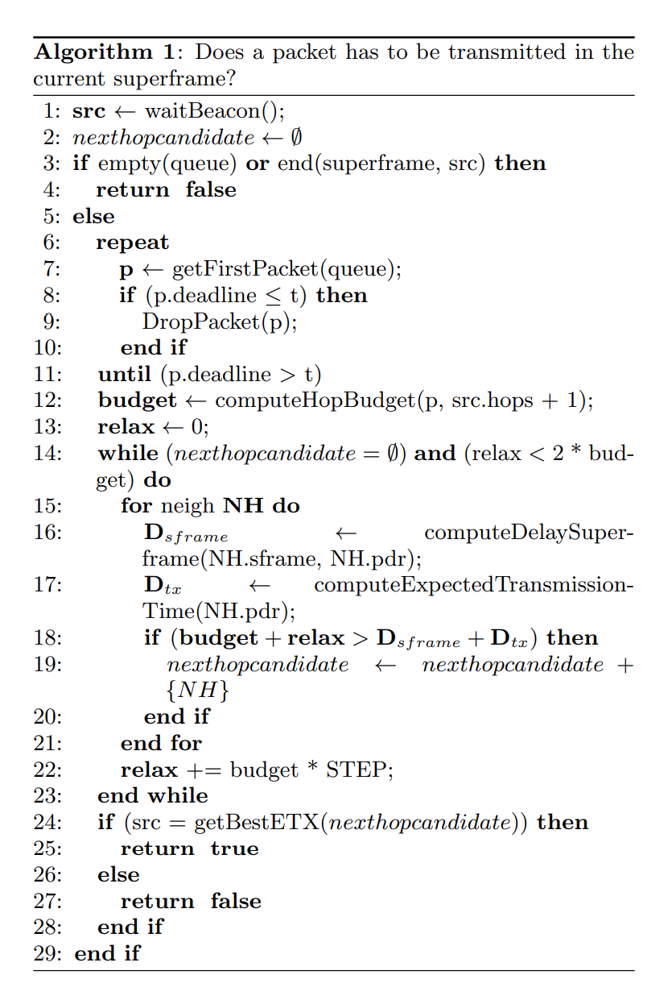 Algorithm 1: Does a packet has to be transmitted in the
current superframe?
1: src ← waitBeacon();
2: nexthopcandidate ← ∅
3: if empty(queue) or end(superframe, src) then
4: return false
5: else
6: repeat
7: p ← getFirstPacket(queue);
8: if (p.deadline ≤ t) then
9: DropPacket(p);
10: end if
11: until (p.deadline > t)
12: budget ← computeHopBudget(p, src.hops + 1);
13: relax ← 0;
14: while (nexthopcandidate = ∅) and (relax < 2 * bud-
get) do
15: for neigh NH do
16: D_sframe ← computeDelaySuper-
frame(NH.sframe, NH.pdr);
17: D_tx ← computeExpectedTransmission-
Time(NH.pdr);
18: if (budget + relax > D_sframe + D_tx) then
19: nexthopcandidate ← nexthopcandidate +
{NH}
20: end if
21: end for
22: relax += budget * STEP;
23: end while
24: if (src = getBestETX(nexthopcandidate)) then
25: return true
26: else
27: return false
28: end if
29: end if